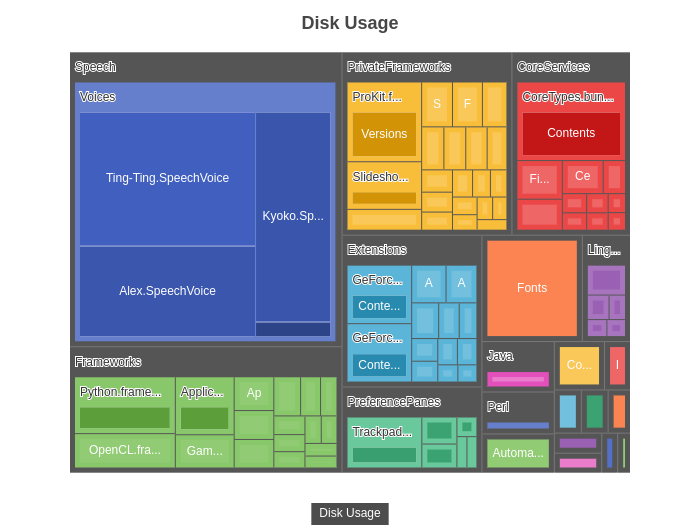 Disk Usage
Speech
Voices
Ting-Ting.SpeechVoice
Kyoko.Sp...
Alex.SpeechVoice
Frameworks
Python.frame...
Applic...
Ap
OpenCL.fra...
Gam...
PrivateFrameworks
ProKit.f...
S
F
Versions
Slidesho...
CoreServices
CoreTypes.bun...
Contents
Fi...
Ce
Extensions
GeForc...
A
A
Conte...
GeForc...
Conte...
PreferencePanes
Trackpad...
Fonts
Ling...
Java
Co...
I
Perl
Automa...
Disk Usage